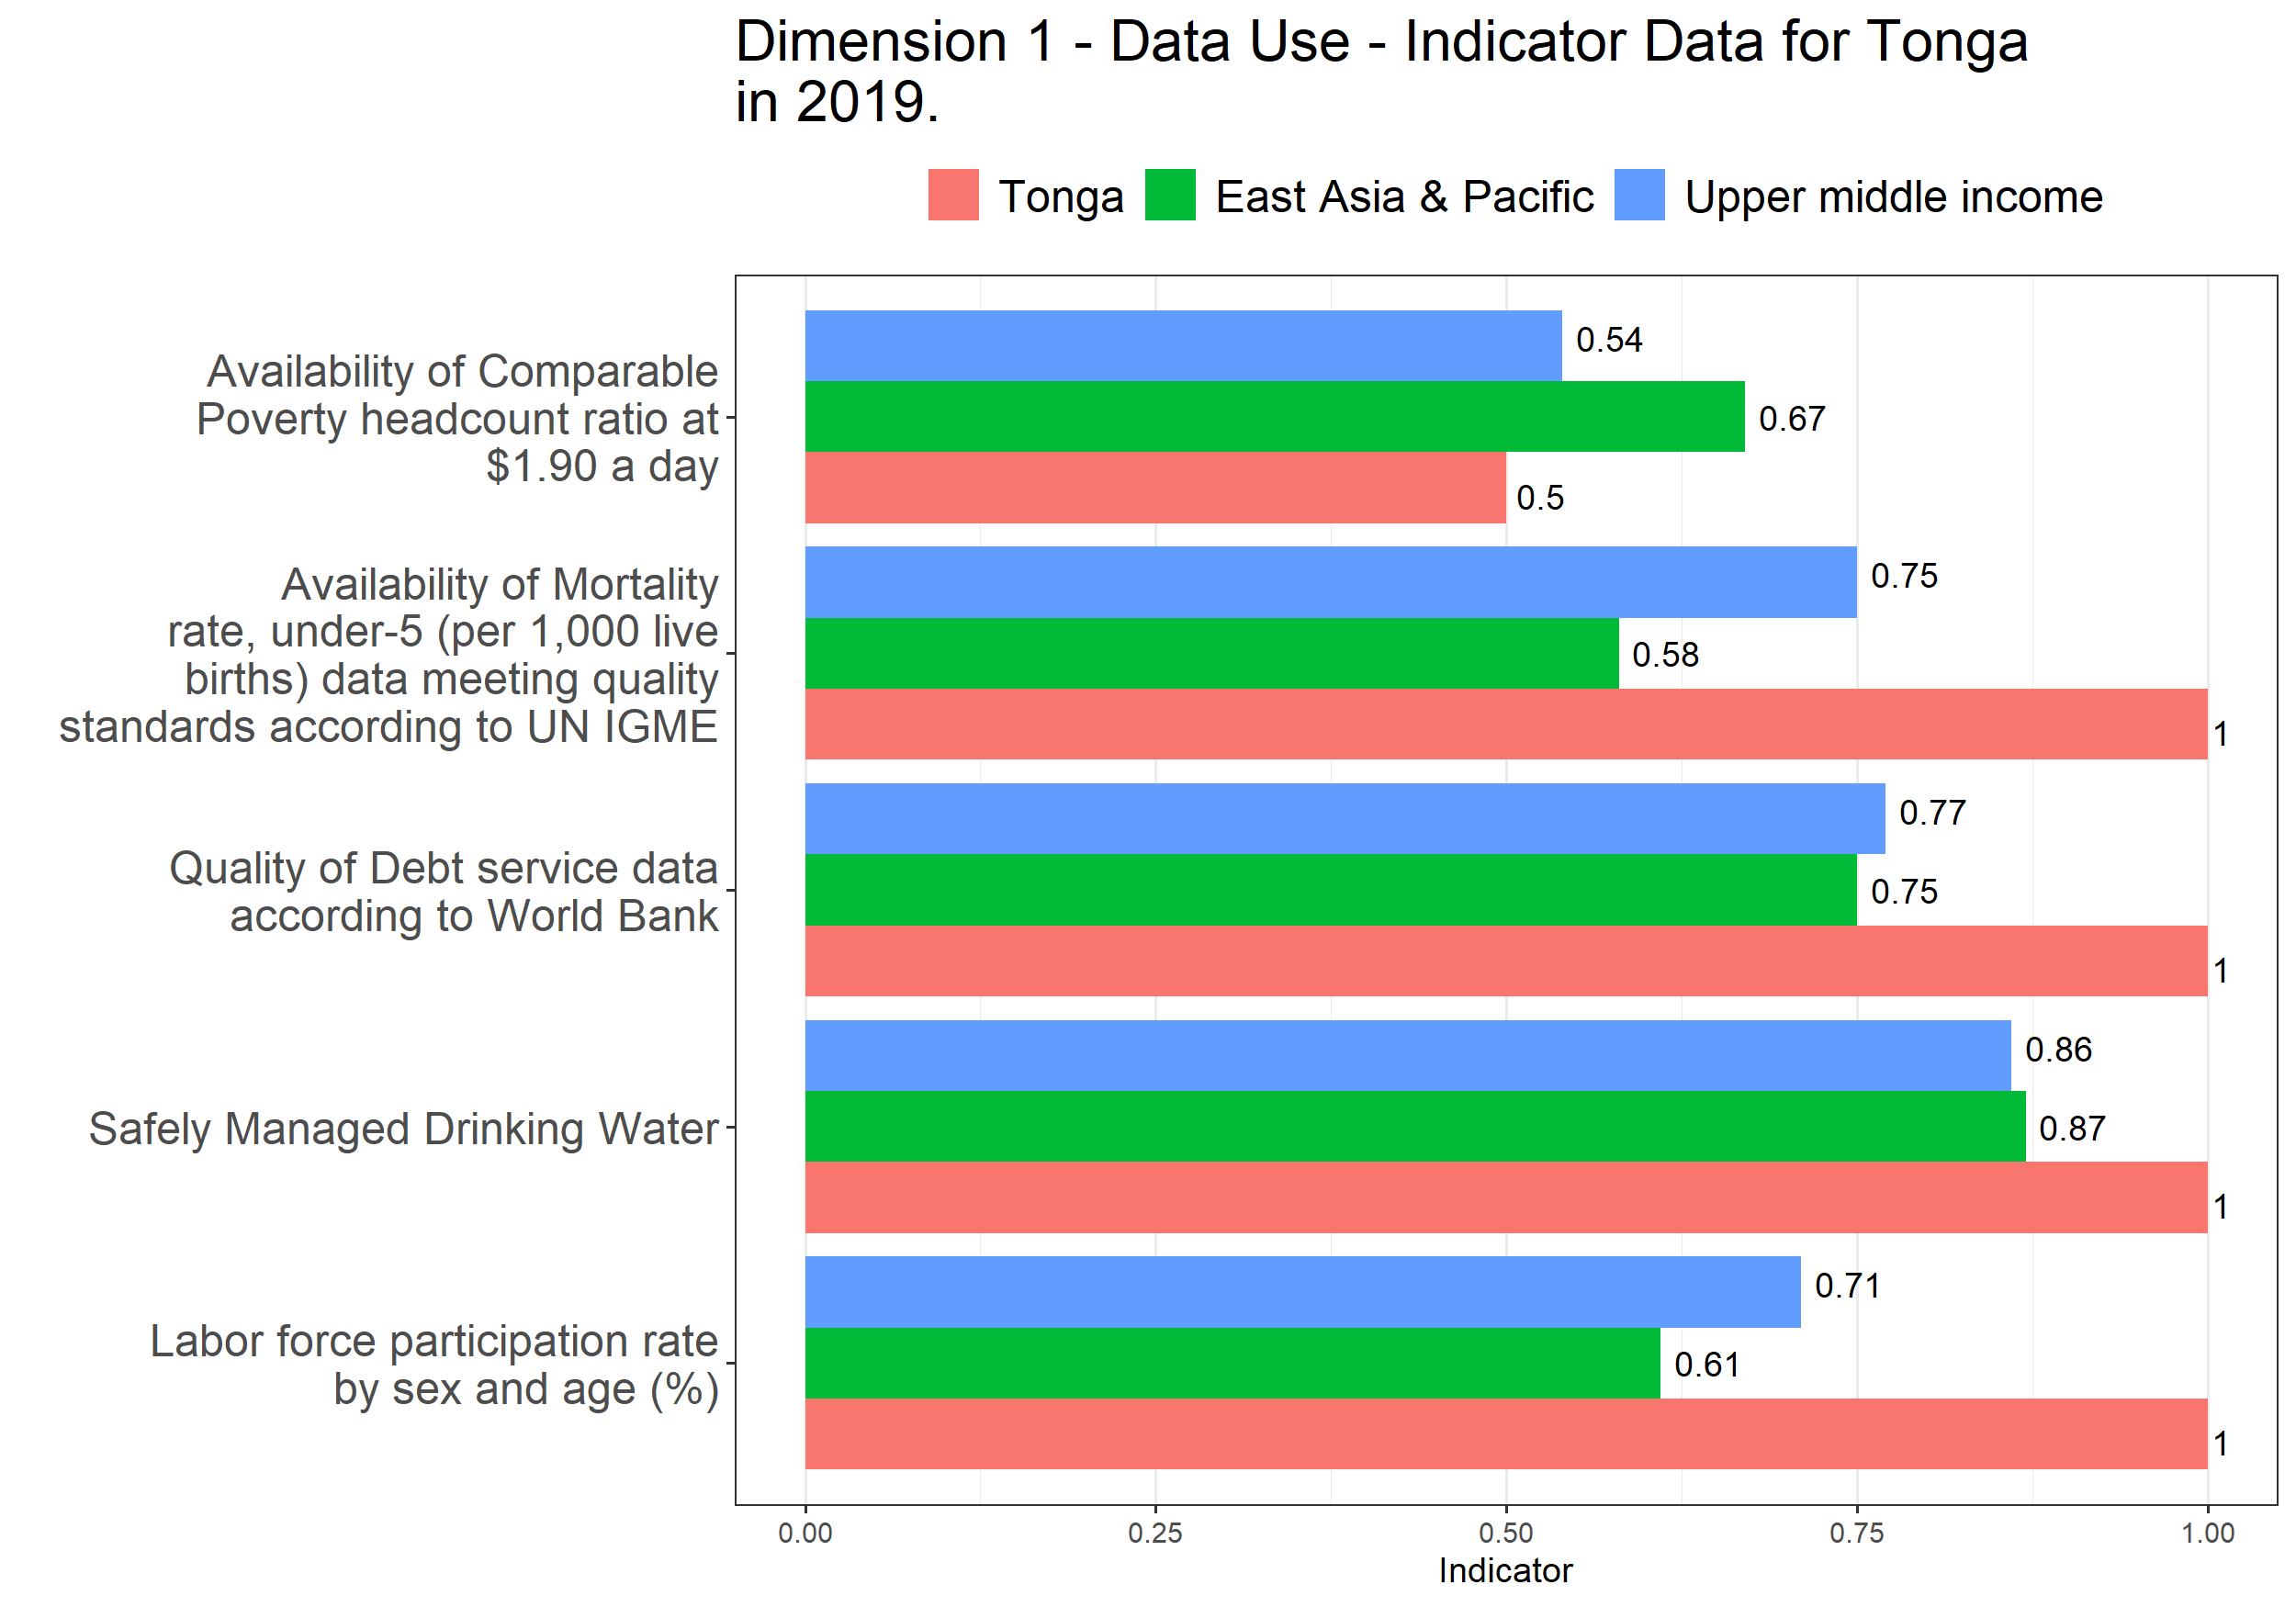 Dimension 1 - Data Use - Indicator Data for Tonga
in 2019.
Tonga East Asia & Pacific Upper middle income
Availability of Comparable
Poverty headcount ratio at
$1.90 a day
0.54
0.67
0.5
Availability of Mortality
rate, under-5 (per 1,000 live
births) data meeting quality
standards according to UN IGME
0.75
0.58
1
Quality of Debt service data
according to World Bank
0.77
0.75
1
Safely Managed Drinking Water
0.86
0.87
1
Labor force participation rate
by sex and age (%)
0.71
0.61
1
0.00 0.25 0.50 0.75 1.00
Indicator